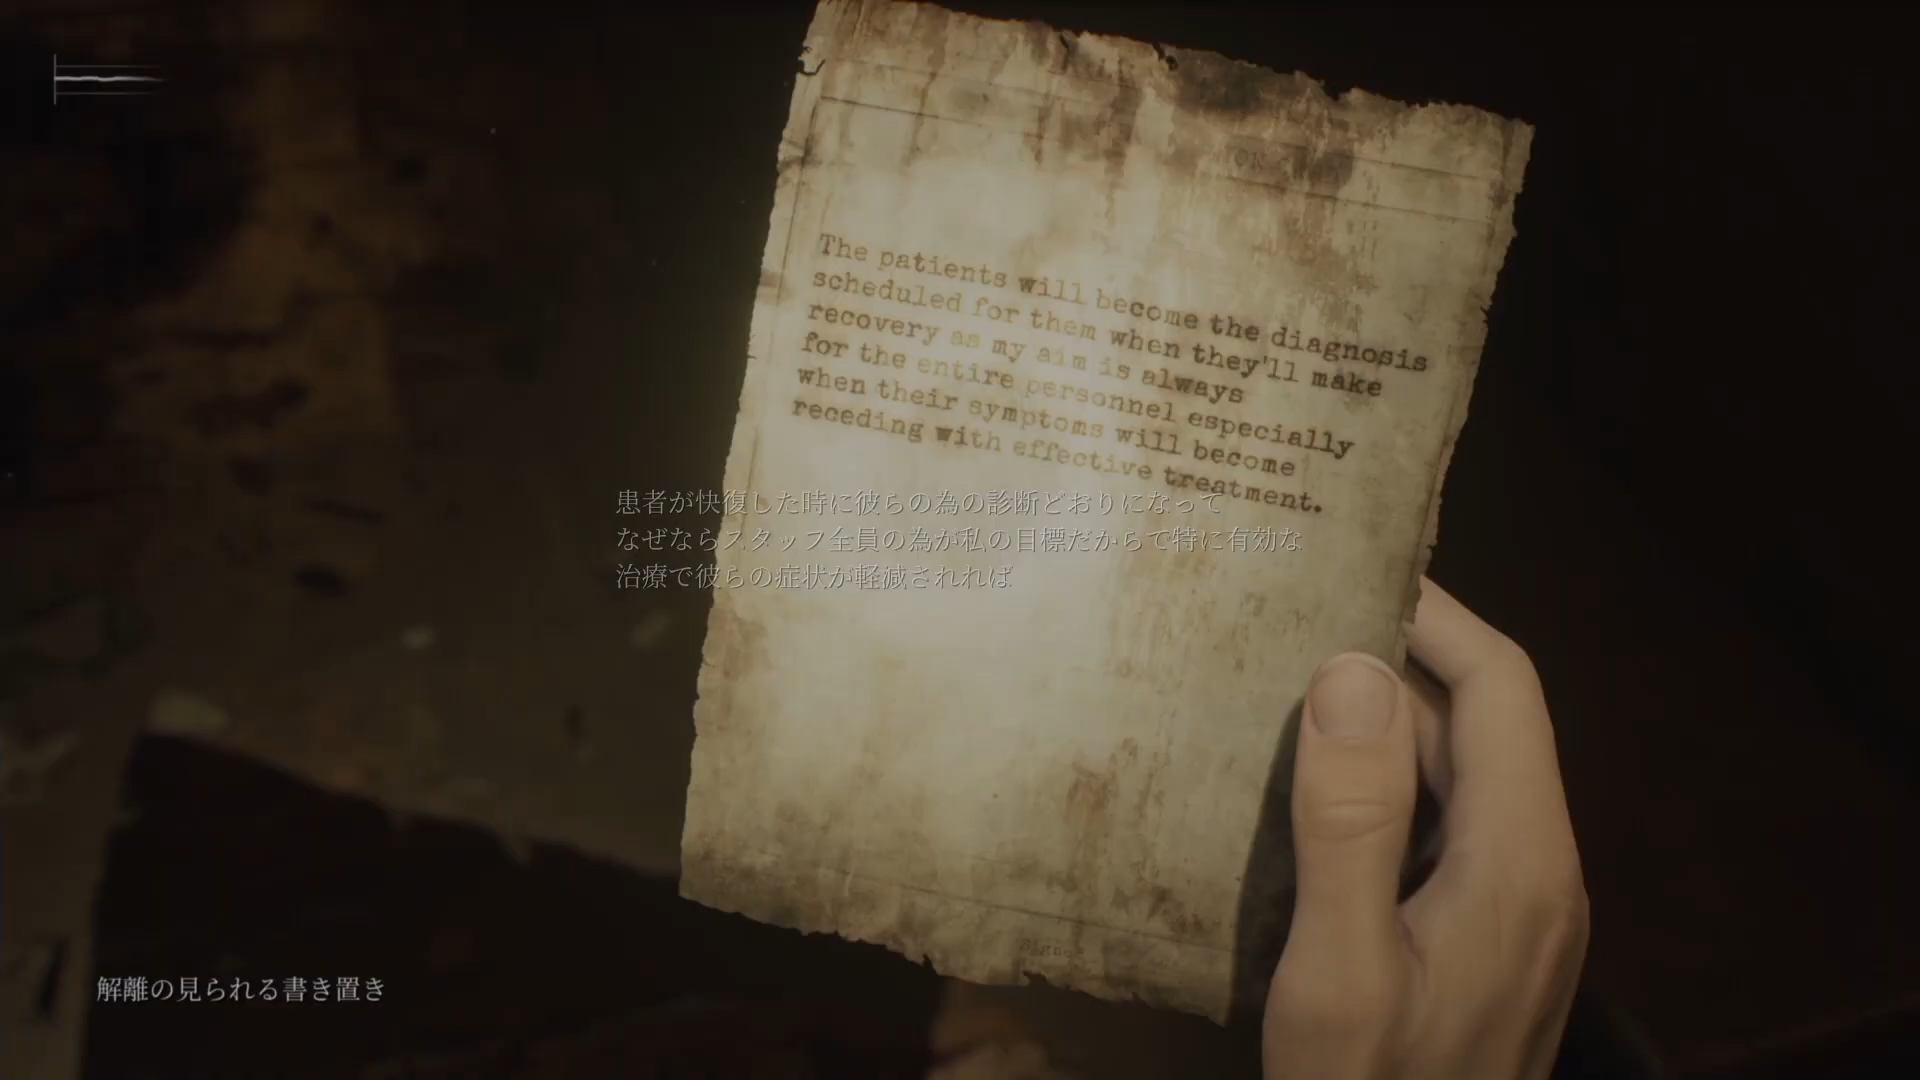 The patients will become the diagnosis
scheduled for them when they'll make
recovery as my aim is always
for the entire personnel especially
when their symptoms will become
receding with effective treatment.
患者が快復した時に彼らの為の診断どおりになって
なぜならスタッフ全員の為が私の目標だからで特に有効な
治療で彼らの症状が軽減されれば
解離の見られる書き置き